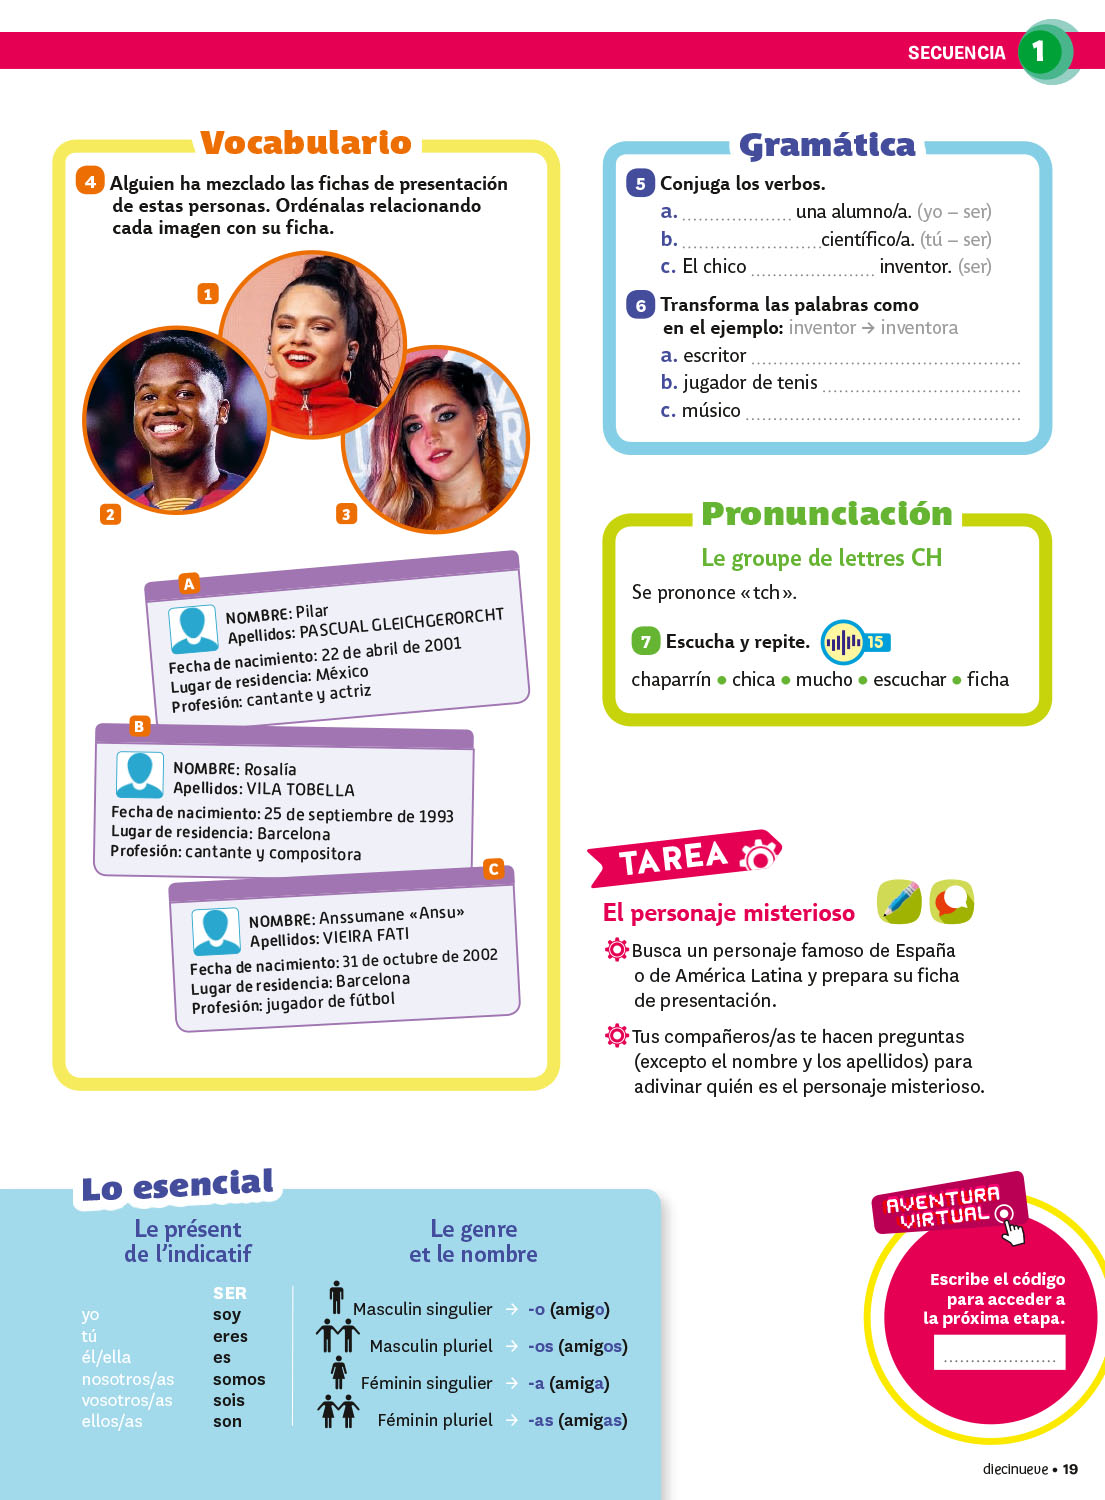 SECUENCIA 1
Vocabulario
4 Alguien ha mezclado las fichas de presentación
de estas personas. Ordénalas relacionando
cada imagen con su ficha.
1
2
3
A
NOMBRE: Pilar
Apellidos: PASCUAL GLEICHGERORCHT
Fecha de nacimiento: 22 de abril de 2001
Lugar de residencia: México
Profesión: cantante y actriz
B
NOMBRE: Rosalía
Apellidos: VILA TOBELLA
Fecha de nacimiento: 25 de septiembre de 1993
Lugar de residencia: Barcelona
Profesión: cantante y compositora
C
NOMBRE: Anssumane «Ansu»
Apellidos: VIEIRA FATI
Fecha de nacimiento: 31 de octubre de 2002
Lugar de residencia: Barcelona
Profesión: jugador de fútbol
Gramática
5 Conjuga los verbos.
a. .................... una alumno/a. (yo – ser)
b. ......................... científico/a. (tú – ser)
c. El chico ...................... inventor. (ser)
6 Transforma las palabras como
en el ejemplo: inventor → inventora
a. escritor ................................................
b. jugador de tenis ....................................
c. músico .................................................
Pronunciación
Le groupe de lettres CH
Se prononce « tch ».
7 Escucha y repite. 15
chaparrín • chica • mucho • escuchar • ficha
TAREA
El personaje misterioso
Busca un personaje famoso de España
o de América Latina y prepara su ficha
de presentación.
Tus compañeros/as te hacen preguntas
(excepto el nombre y los apellidos) para
adivinar quién es el personaje misterioso.
Lo esencial
Le présent
de l'indicatif
SER
yo soy
tú eres
él/ella es
nosotros/as somos
vosotros/as sois
ellos/as son
Le genre
et le nombre
Masculin singulier → -o (amigo)
Masculin pluriel → -os (amigos)
Féminin singulier → -a (amiga)
Féminin pluriel → -as (amigas)
AVENTURA
VIRTUAL
Escribe el código
para acceder a
la próxima etapa.
.....................
diecinueve • 19